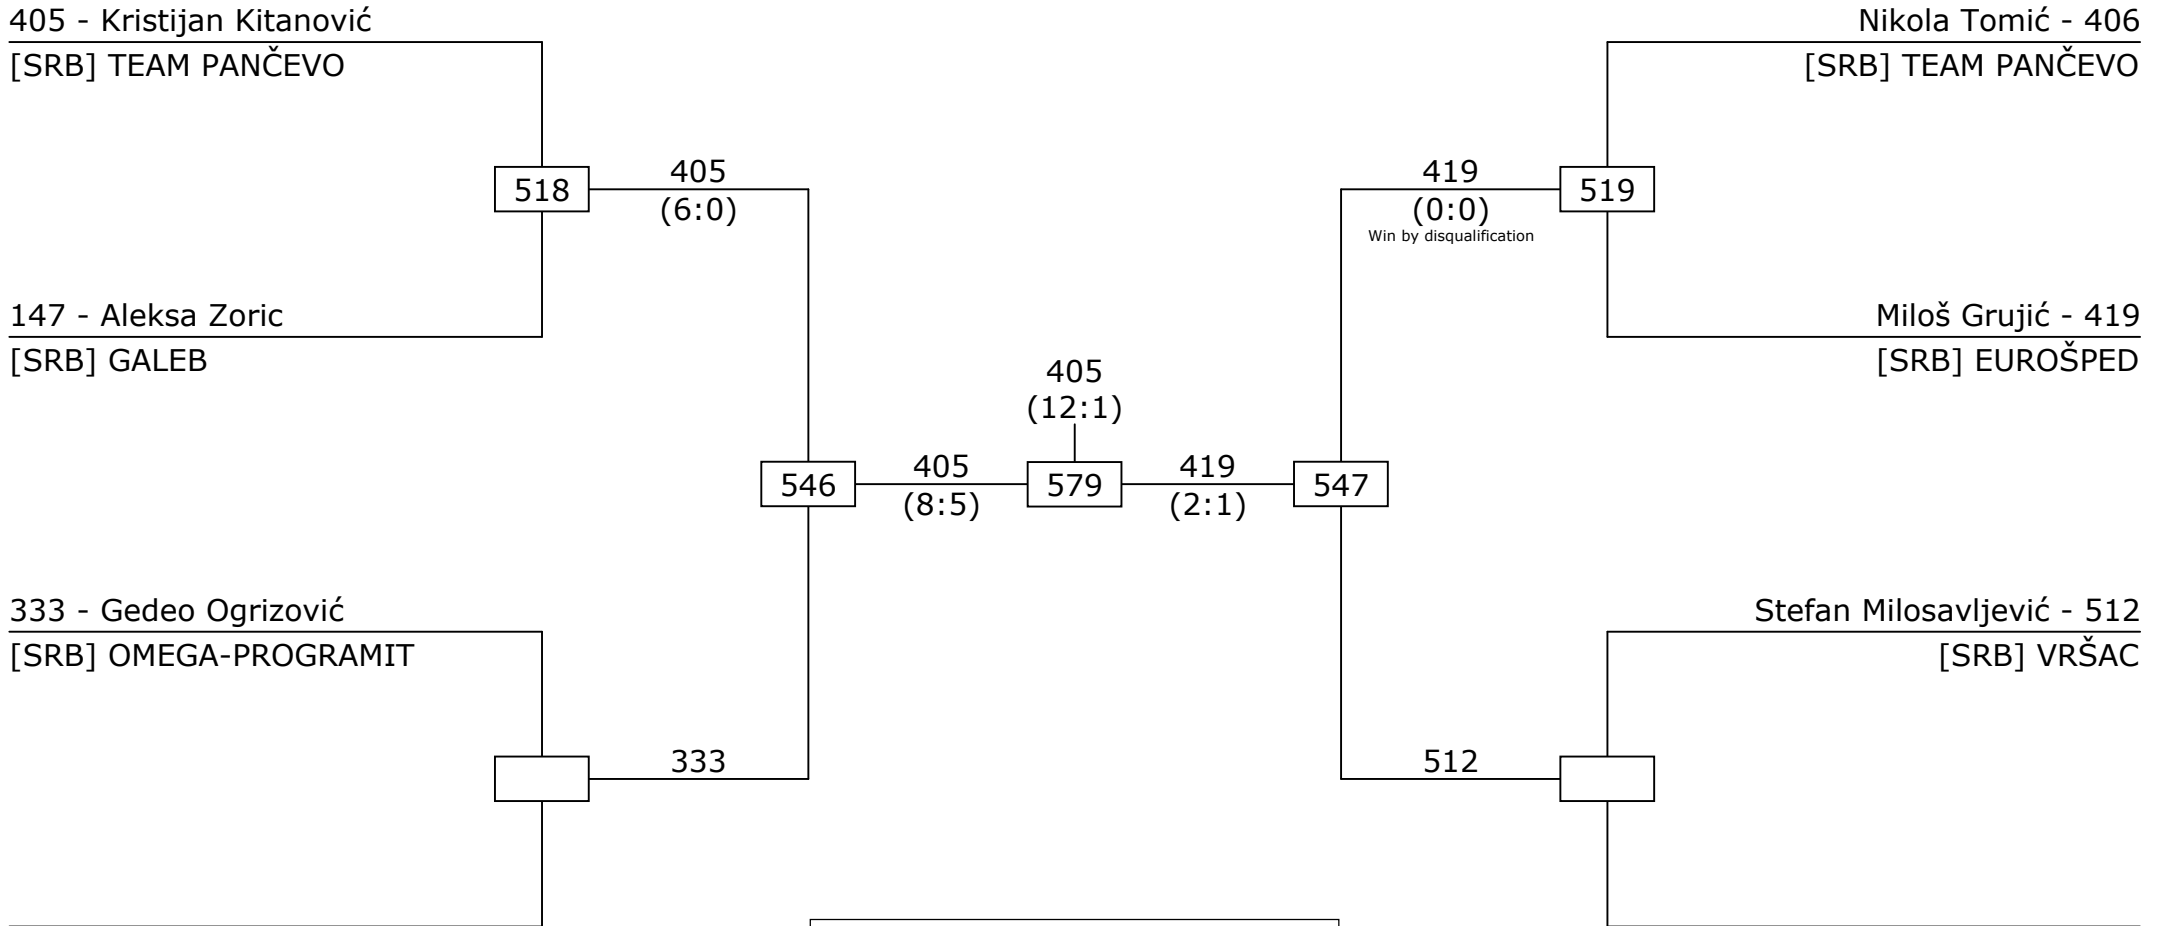 405 - Kristijan Kitanović
[SRB] TEAM PANČEVO
Nikola Tomić - 406
[SRB] TEAM PANČEVO
518
405
(6:0)
419
(0:0)
Win by disqualification
519
147 - Aleksa Zoric
[SRB] GALEB
Miloš Grujić - 419
[SRB] EUROŠPED
405
(12:1)
546
405
(8:5)
579
419
(2:1)
547
333 - Gedeo Ogrizović
[SRB] OMEGA-PROGRAMIT
Stefan Milosavljević - 512
[SRB] VRŠAC
333
512